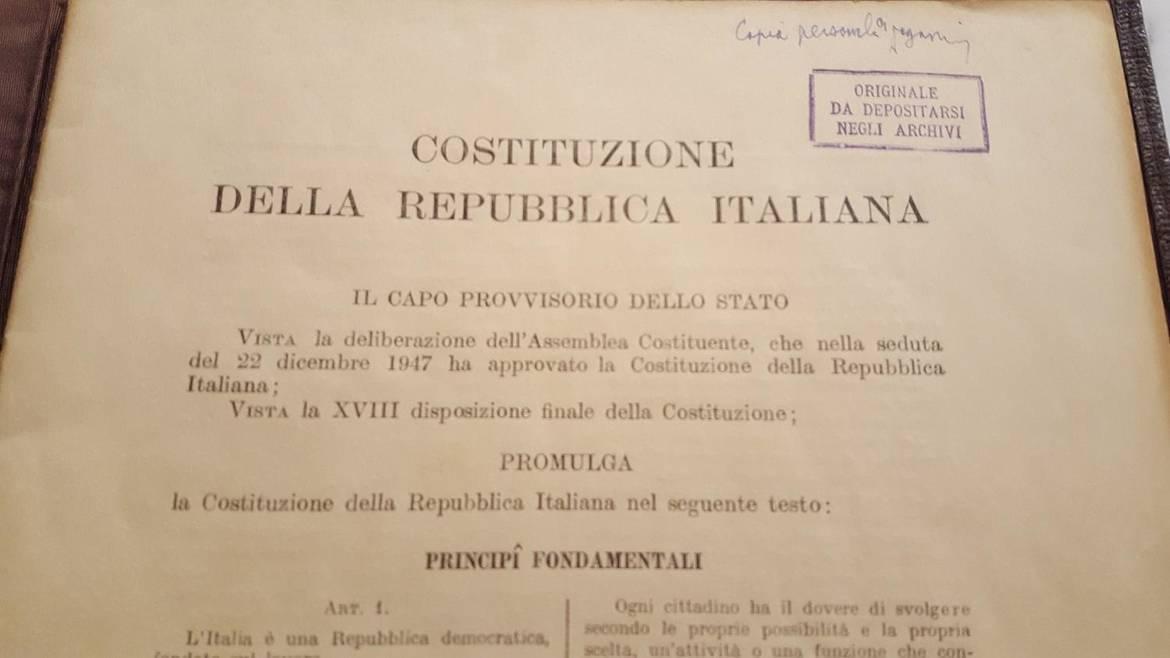 Copia personale
ORIGINALE
DA DEPOSITARSI
NEGLI ARCHIVI
COSTITUZIONE
DELLA REPUBBLICA ITALIANA
IL CAPO PROVVISORIO DELLO STATO
VISTA la deliberazione dell'Assemblea Costituente, che nella seduta
del 22 dicembre 1947 ha approvato la Costituzione della Repubblica
Italiana;
VISTA la XVIII disposizione finale della Costituzione;
PROMULGA
la Costituzione della Repubblica Italiana nel seguente testo:
PRINCIPÎ FONDAMENTALI
ART. 1.
L'Italia è una Repubblica democratica,
fondata sul lavoro
Ogni cittadino ha il dovere di svolgere
secondo le proprie possibilità e la propria
scelta, un'attività o una funzione che con-